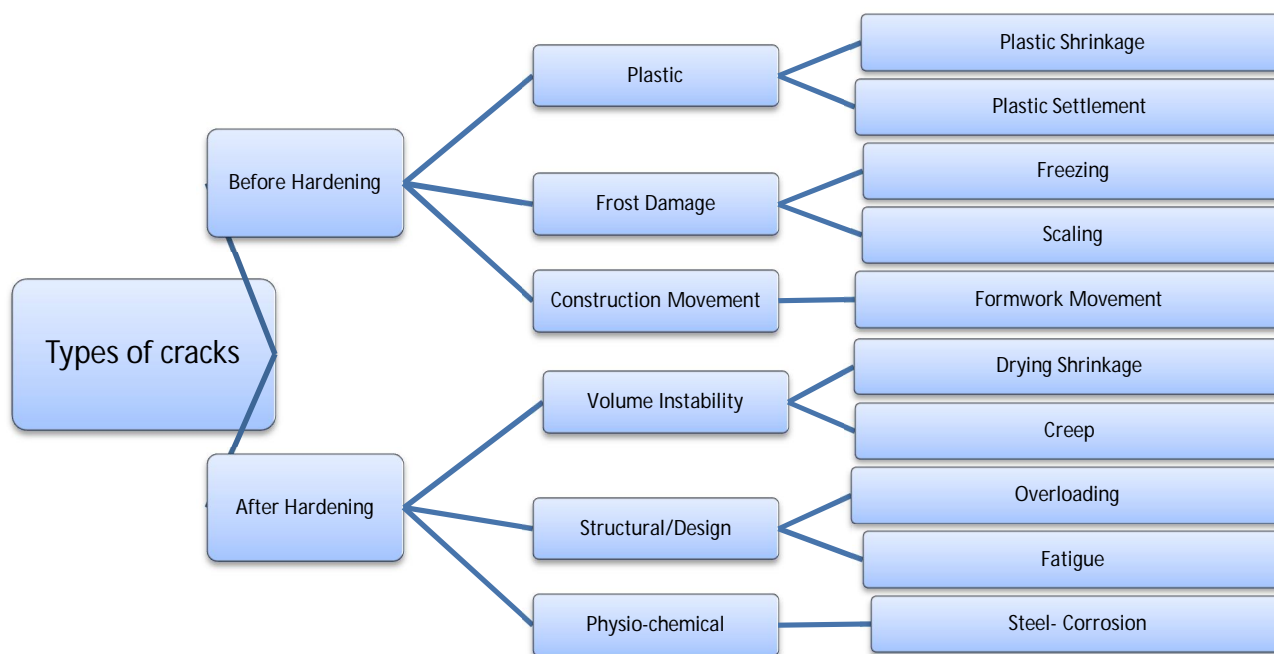 Types of cracks
Before Hardening
Plastic
Plastic Shrinkage
Plastic Settlement
Frost Damage
Freezing
Scaling
Construction Movement
Formwork Movement
After Hardening
Volume Instability
Drying Shrinkage
Creep
Structural/Design
Overloading
Fatigue
Physio-chemical
Steel- Corrosion